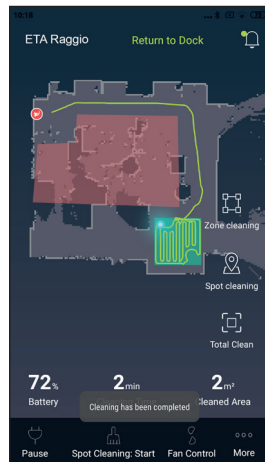 10:18
ETA Raggio
Return to Dock
Zone cleaning
Spot cleaning
Total Clean
72%
2min
2m²
Battery
Cleaned Area
Cleaning has been completed
Pause
Spot Cleaning: Start
Fan Control
More